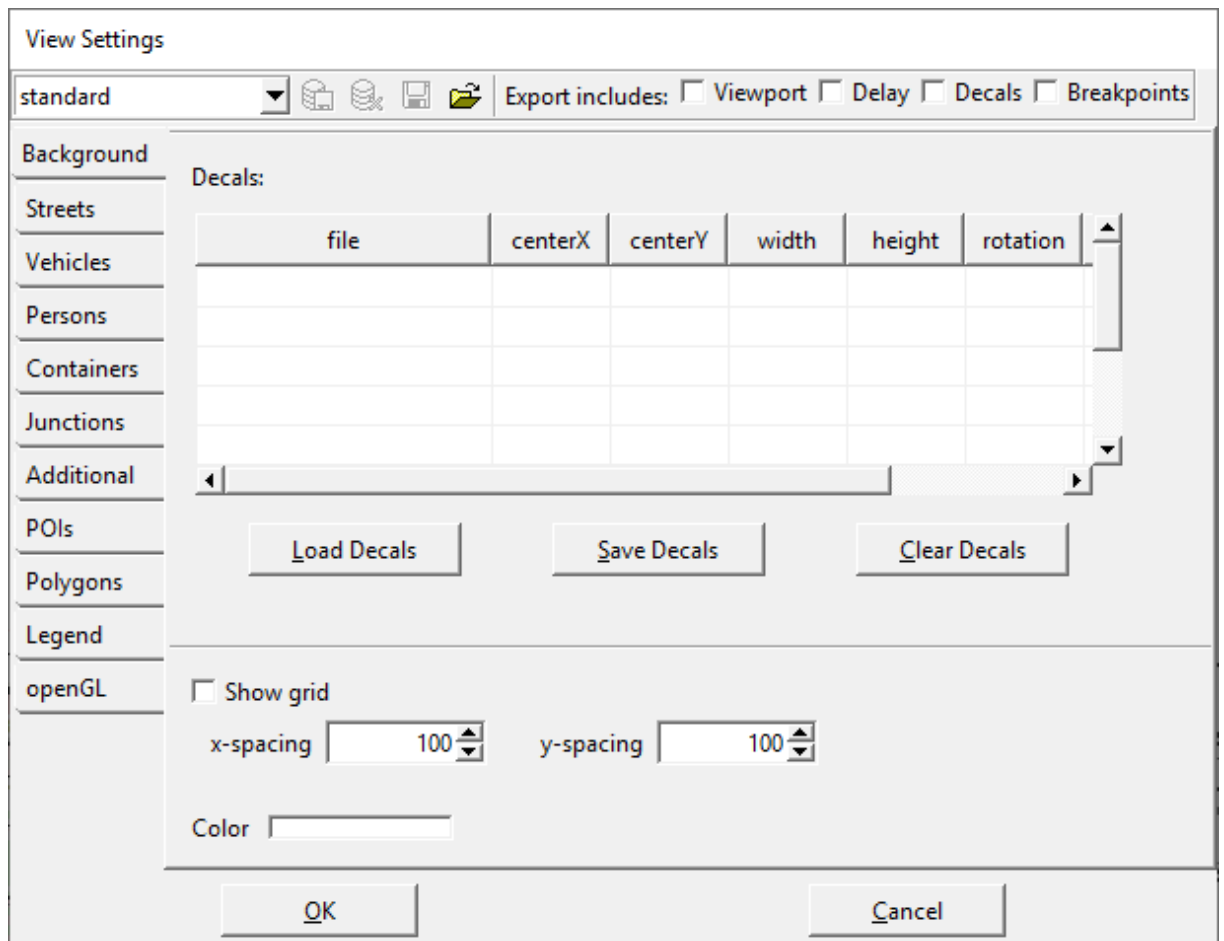 View Settings
standard Export includes: Viewport Delay Decals Breakpoints
Background
Streets
Vehicles
Persons
Containers
Junctions
Additional
POIs
Polygons
Legend
openGL
Decals:
file centerX centerY width height rotation
Load Decals Save Decals Clear Decals
Show grid
x-spacing 100 y-spacing 100
Color
OK Cancel